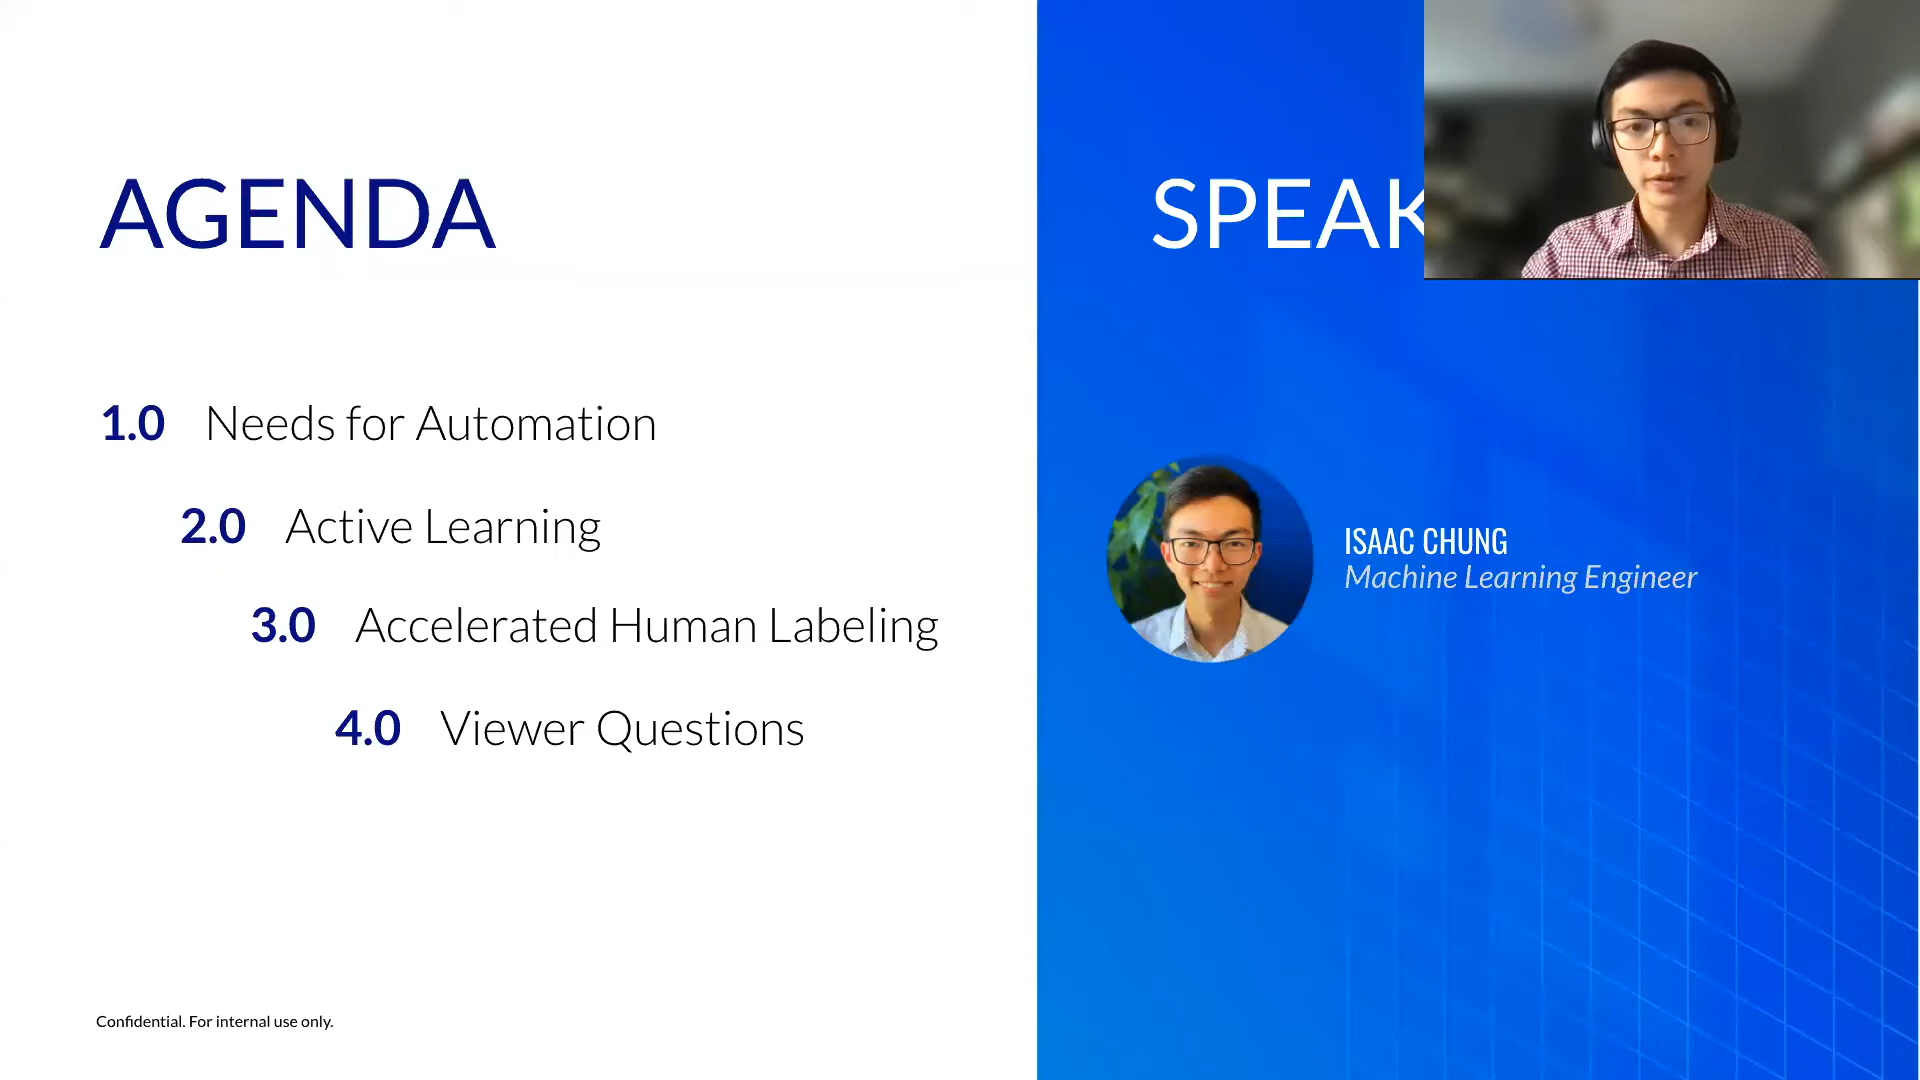 AGENDA
1.0 Needs for Automation
2.0 Active Learning
3.0 Accelerated Human Labeling
4.0 Viewer Questions
Confidential. For internal use only.
SPEAK
ISAAC CHUNG
Machine Learning Engineer